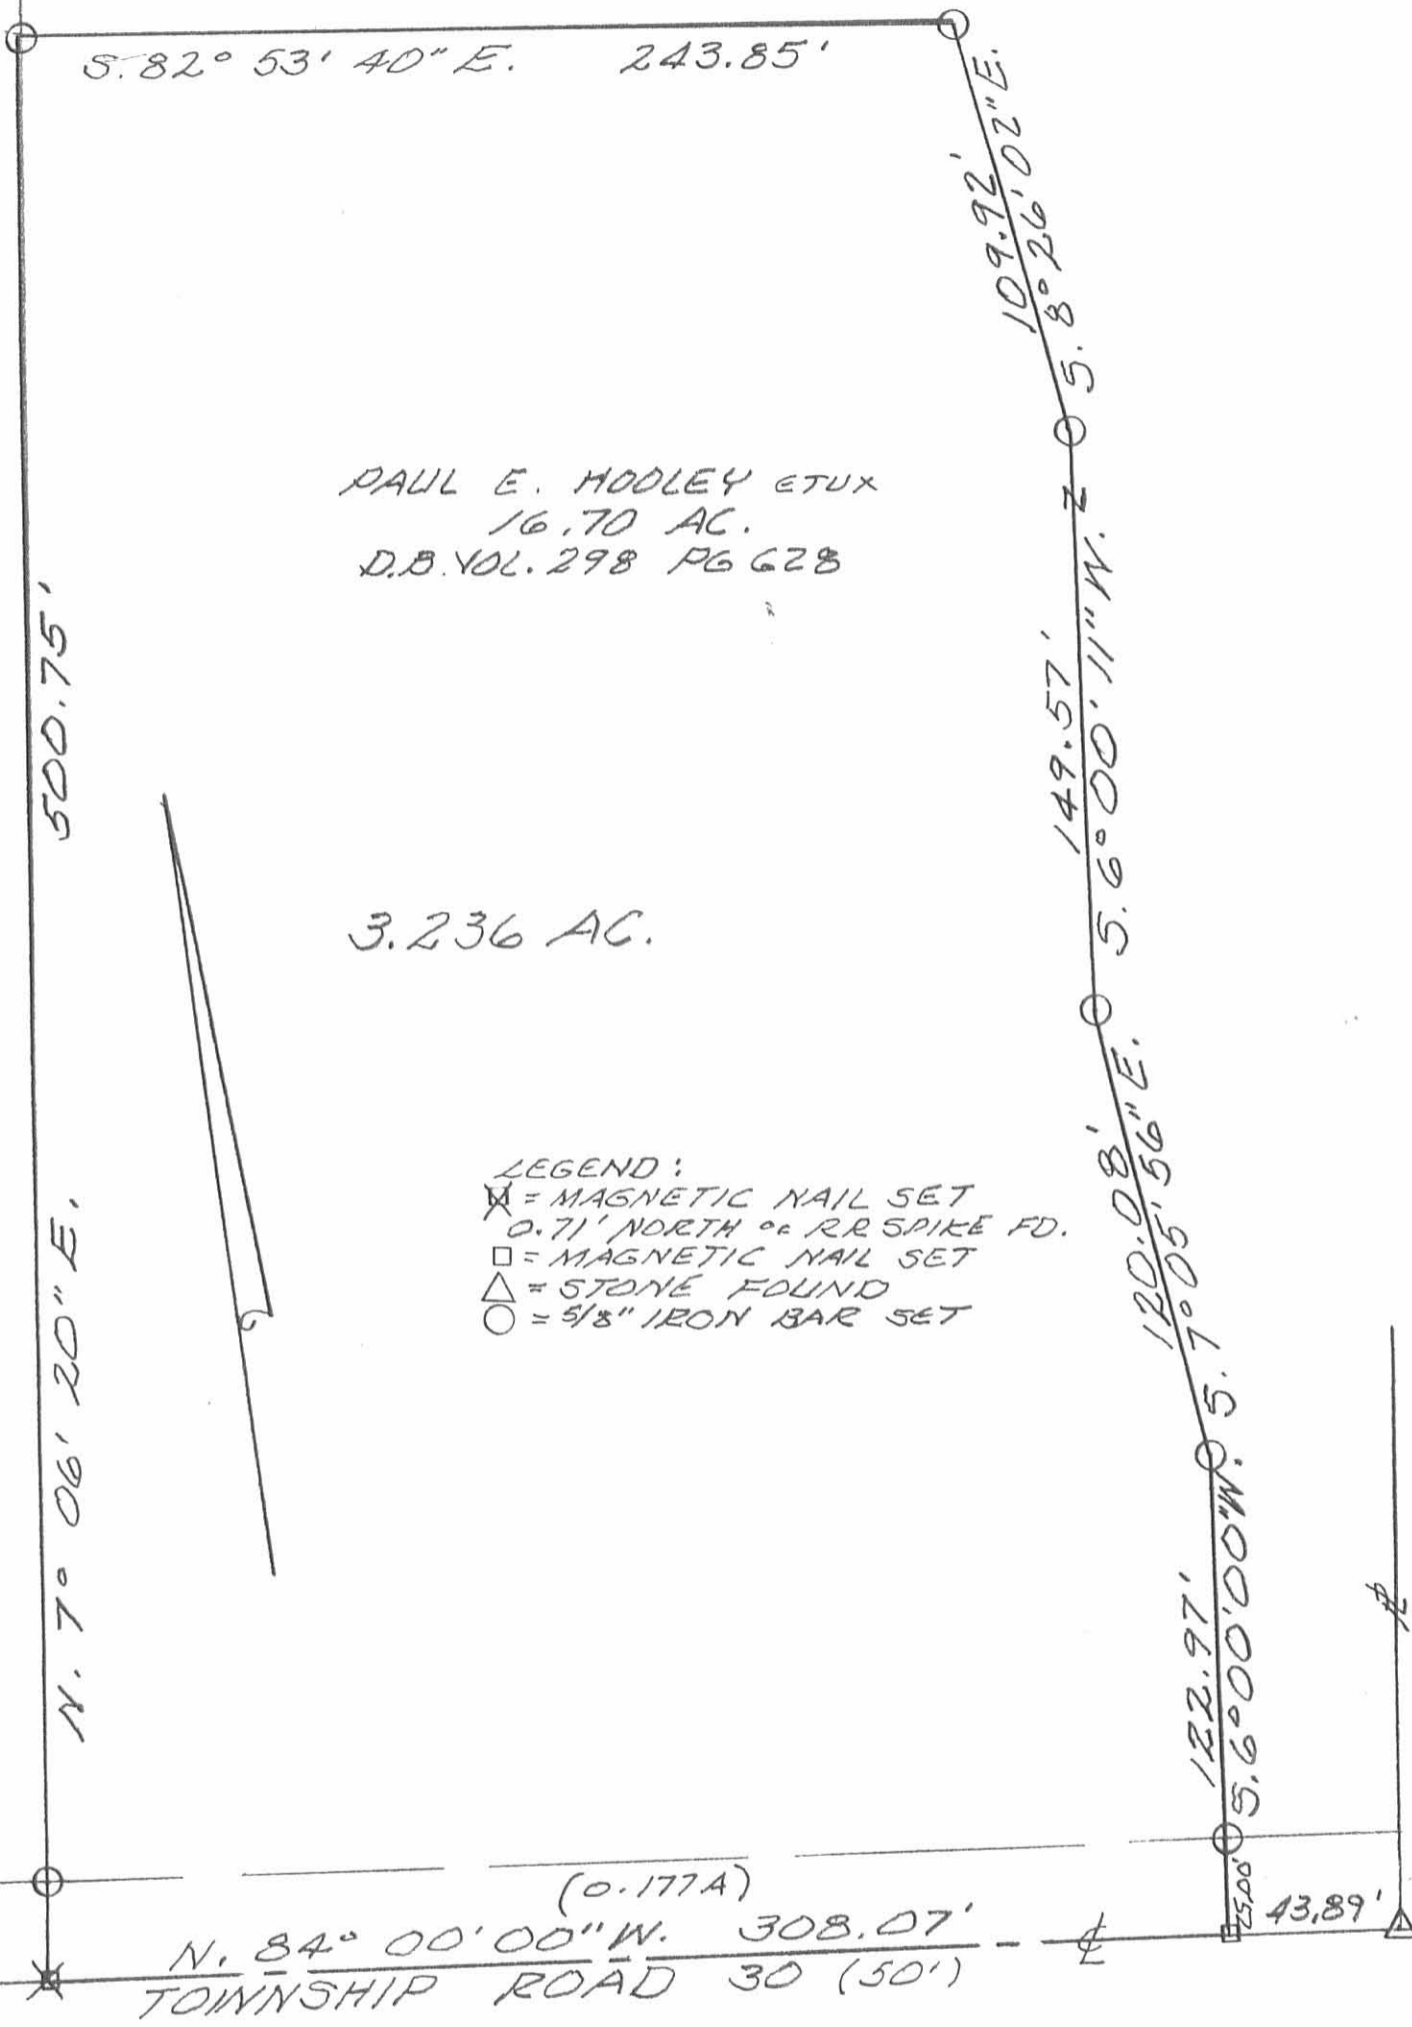 S. 82° 53' 40" E. 243.85'
109.92'
S. 8° 26' 02" E.
PAUL E. HOOLEY ETUX
16.70 AC.
D.B. VOL. 298 PG 628
500.75'
N. 7° 06' 20" E.
149.57'
S. 6° 00' 11" W.
3.236 AC.
LEGEND:
= MAGNETIC NAIL SET
0.71' NORTH OF RR SPIKE FD.
□ = MAGNETIC NAIL SET
△ = STONE FOUND
○ = 5/8" IRON BAR SET
120.08'
S. 7° 05' 56" E.
122.97'
S. 6° 00' 00" W.
25.00'
43.89'
(0.177A)
N. 84° 00' 00" W. 308.07'
TOWNSHIP ROAD 30 (50')